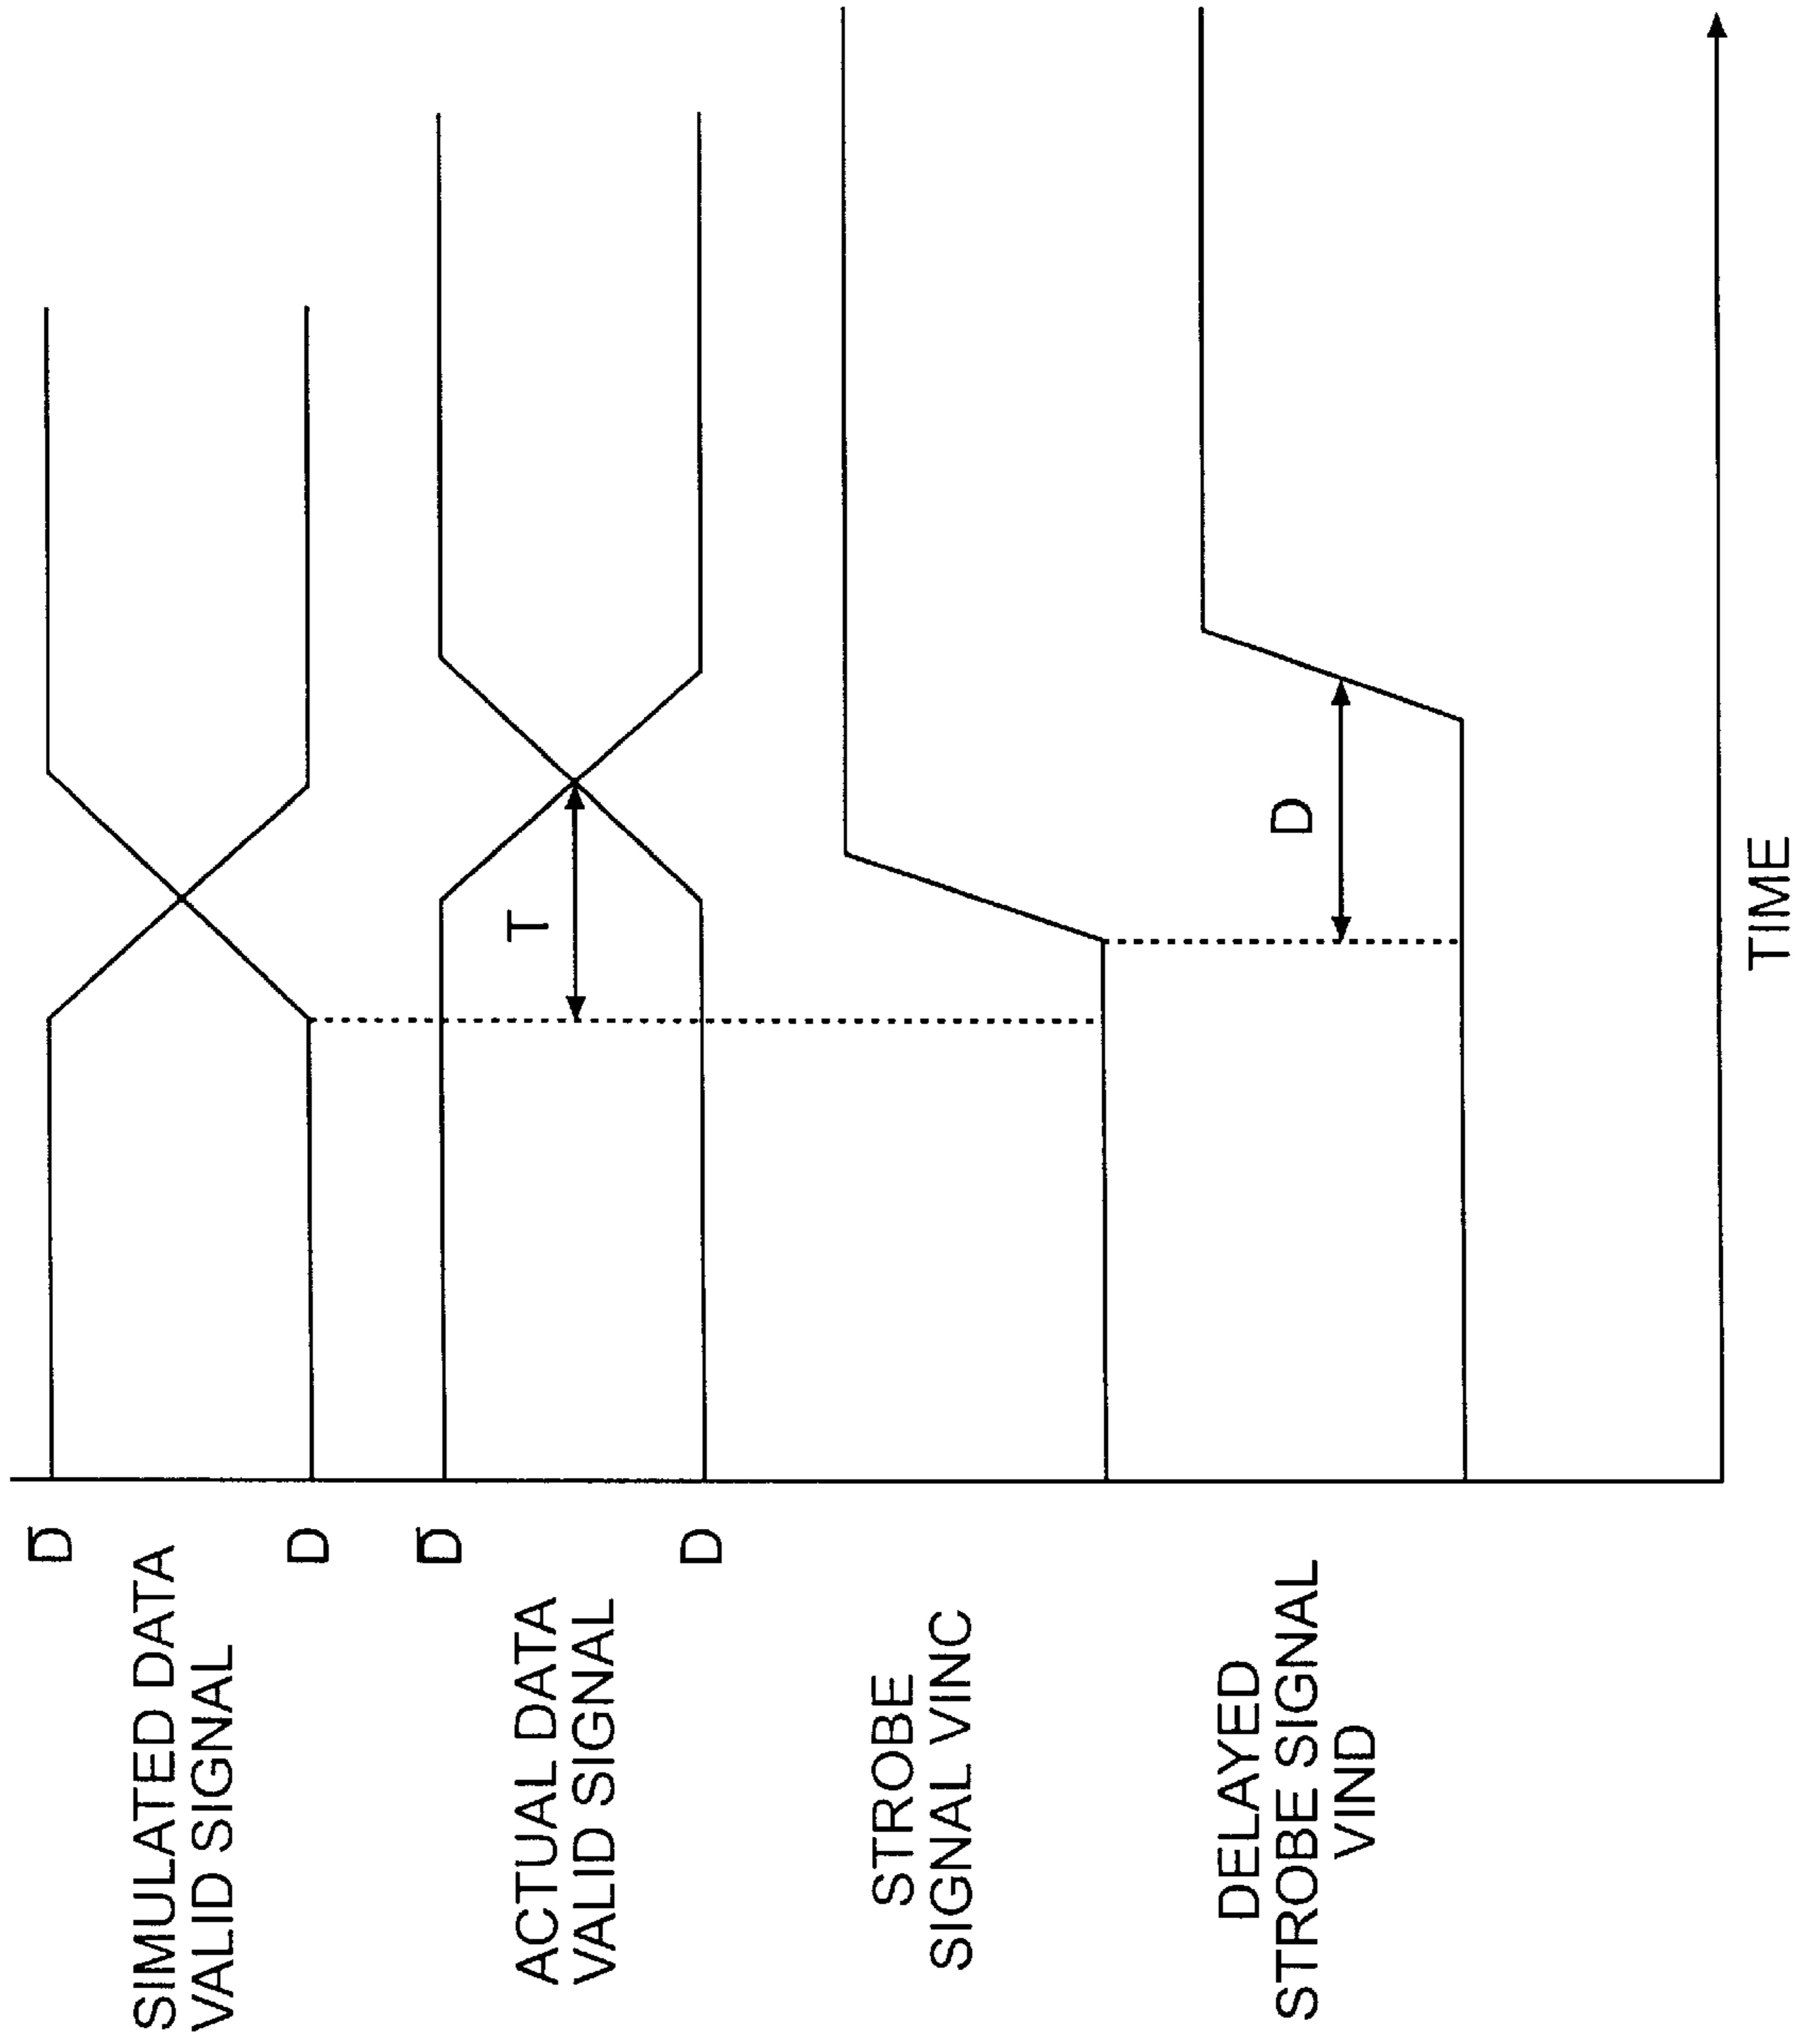 D̅
SIMULATED DATA
VALID SIGNAL
D
D̅
ACTUAL DATA
VALID SIGNAL
D
T
STROBE
SIGNAL VINC
DELAYED
STROBE SIGNAL
VIND
D
TIME